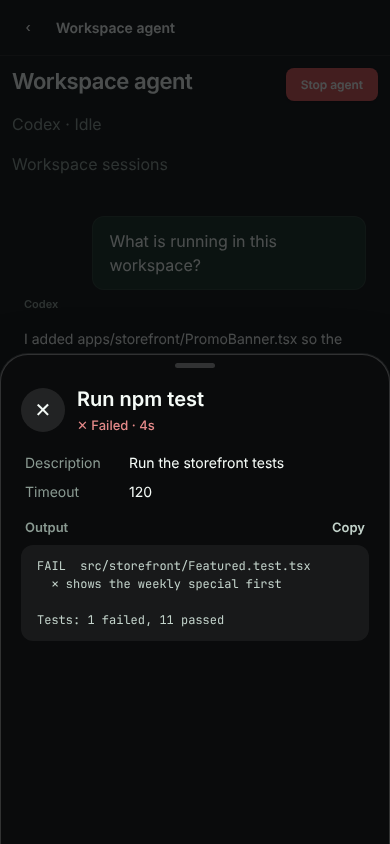 Workspace agent
Workspace agent
Stop agent
Codex · Idle
Workspace sessions
What is running in this
workspace?
Codex
I added apps/storefront/PromoBanner.tsx so the
Run npm test
× Failed · 4s
Description Run the storefront tests
Timeout 120
Output Copy
FAIL  src/storefront/Featured.test.tsx
× shows the weekly special first
Tests: 1 failed, 11 passed